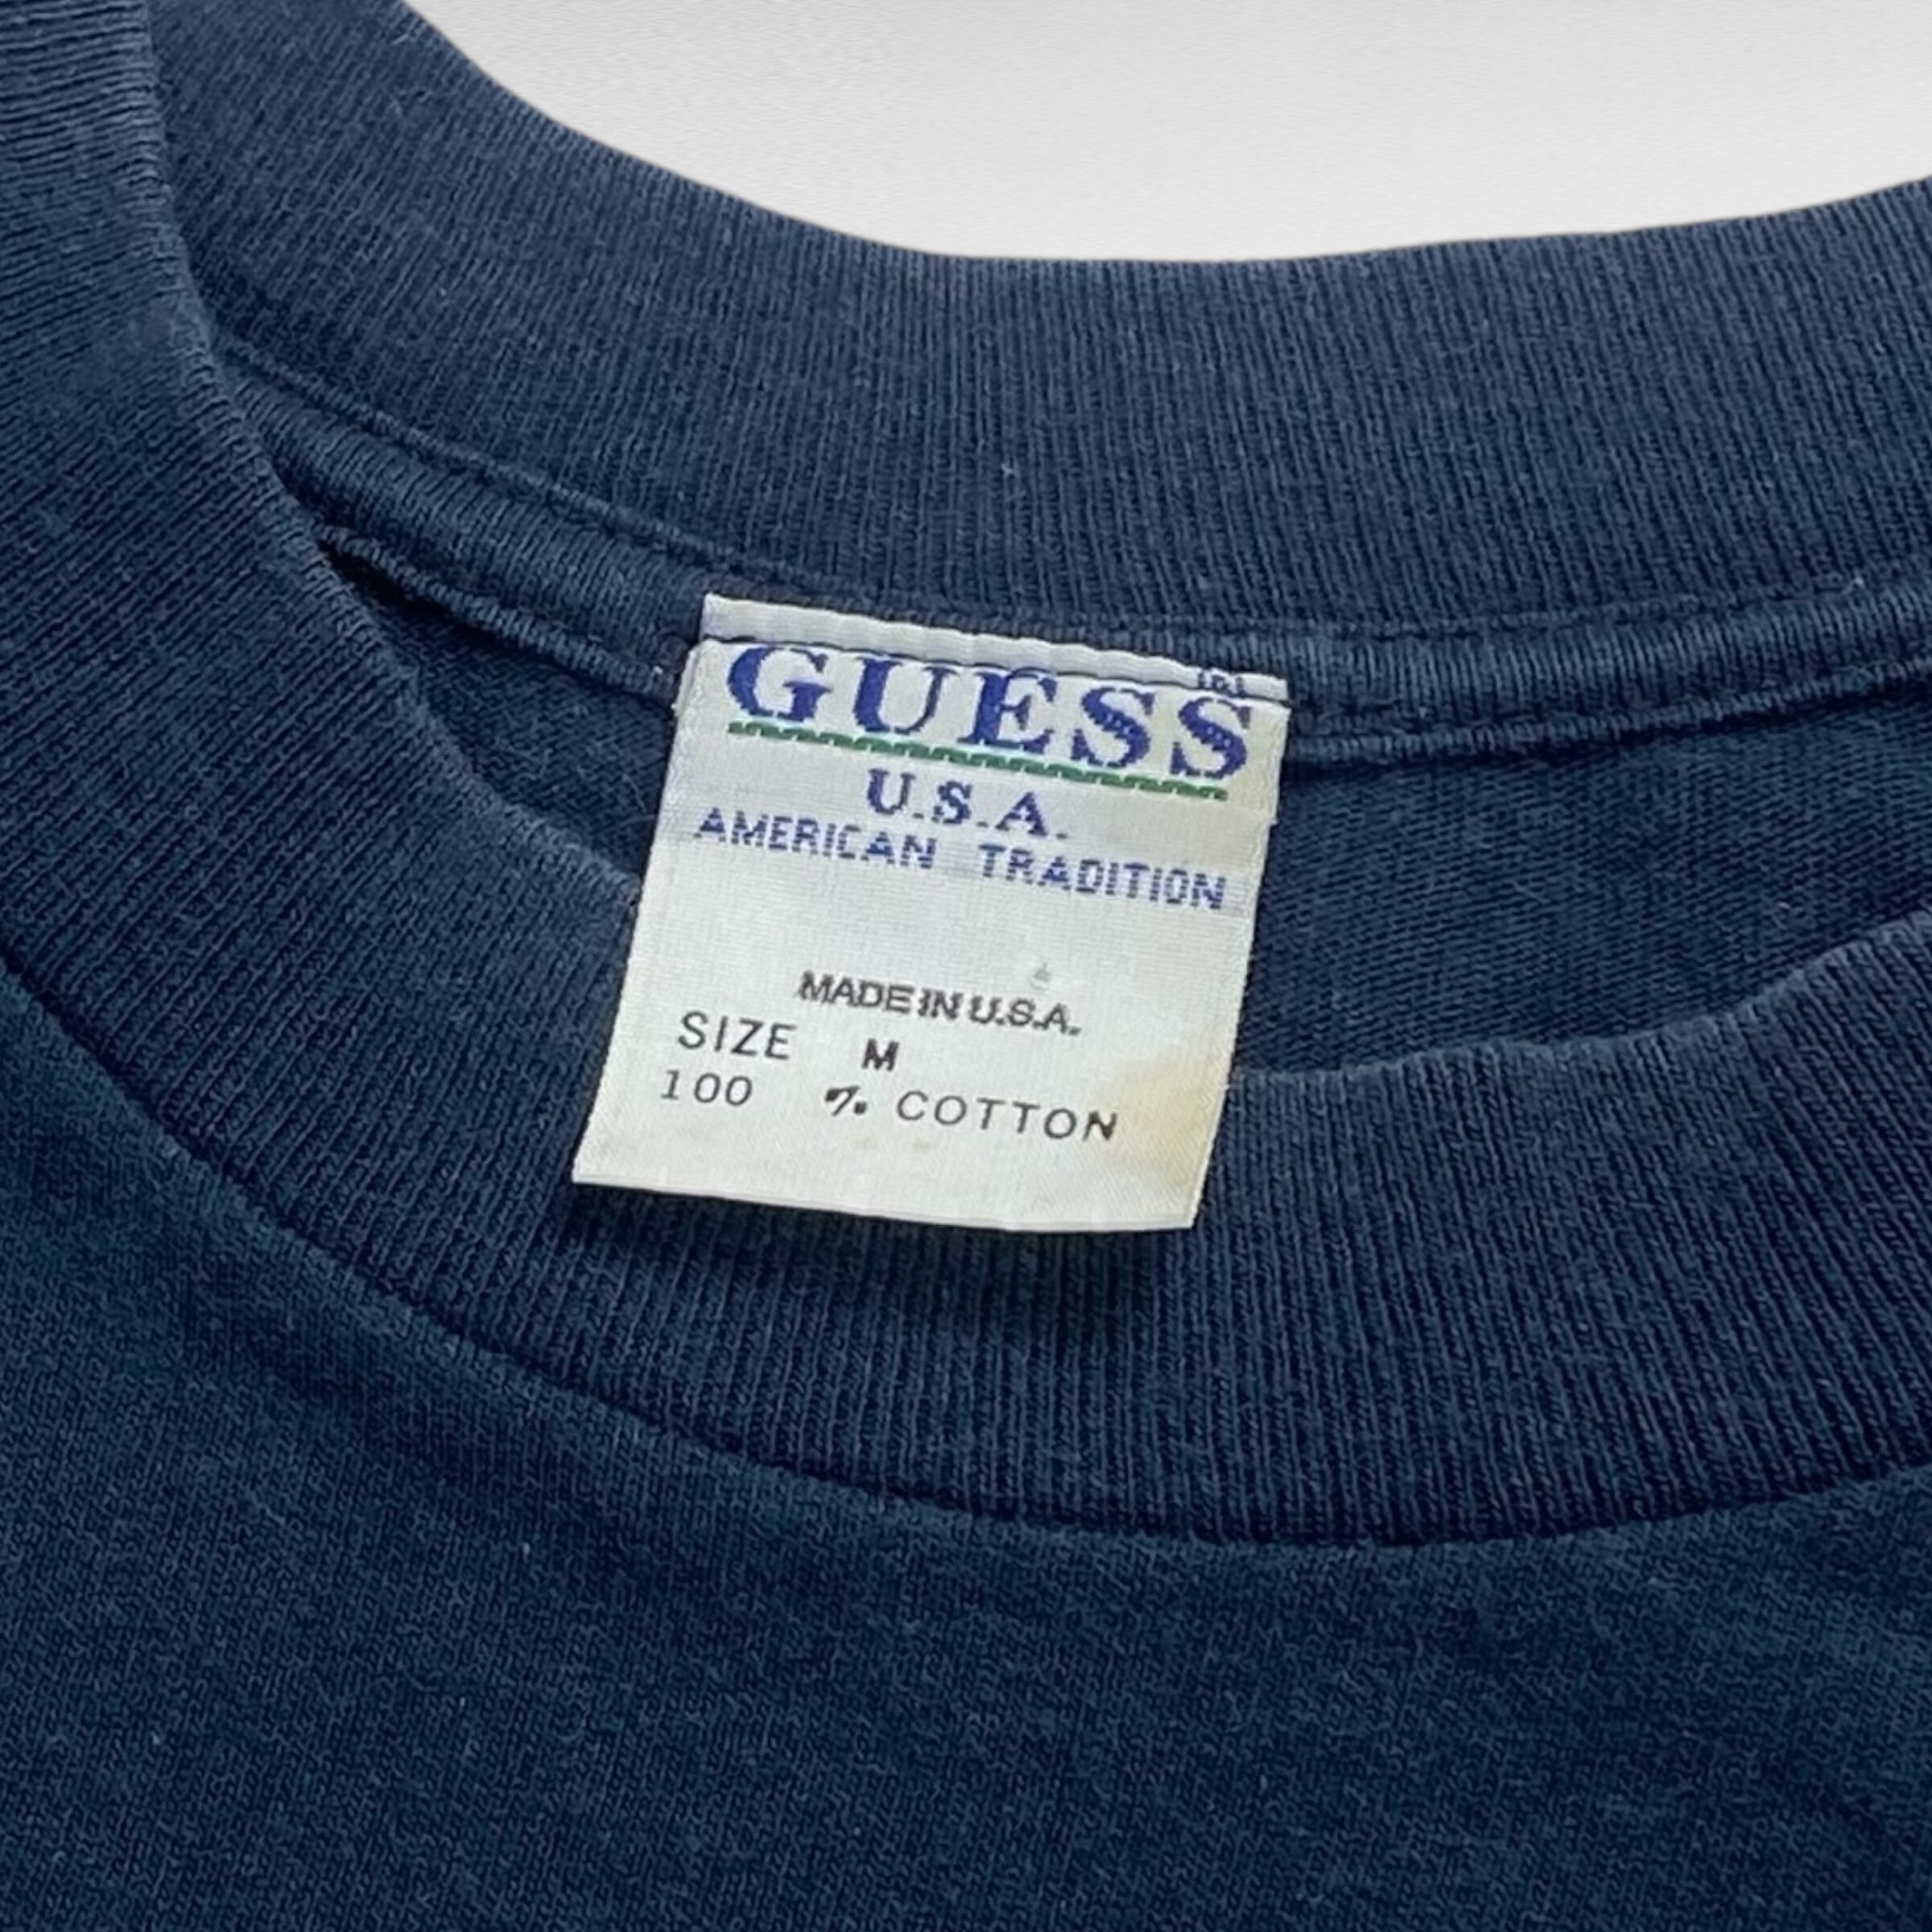 GUESS
U.S.A.
AMERICAN TRADITION
MADE IN U.S.A.
SIZE M
100 % COTTON